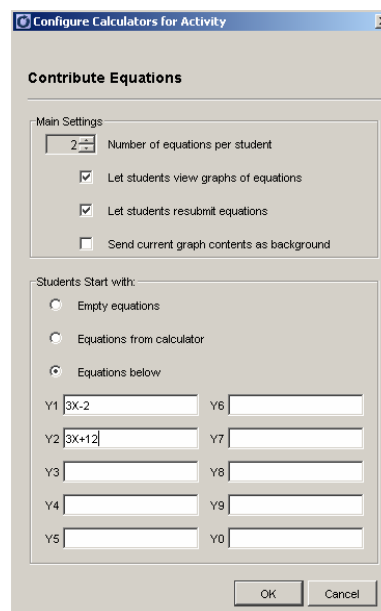 Configure Calculators for Activity
Contribute Equations
Main Settings
2 Number of equations per student
Let students view graphs of equations
Let students resubmit equations
Send current graph contents as background
Students Start with:
Empty equations
Equations from calculator
Equations below
Y1 3X-2 Y6
Y2 3X+12 Y7
Y3 Y8
Y4 Y9
Y5 Y0
OK Cancel